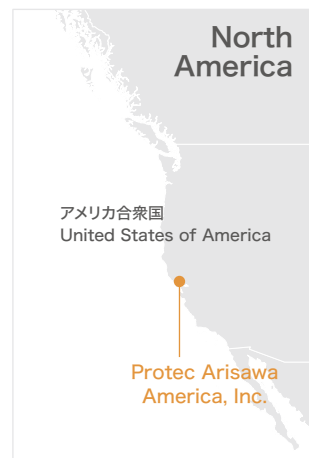 North
America
アメリカ合衆国
United States of America
Protec Arisawa
America, Inc.